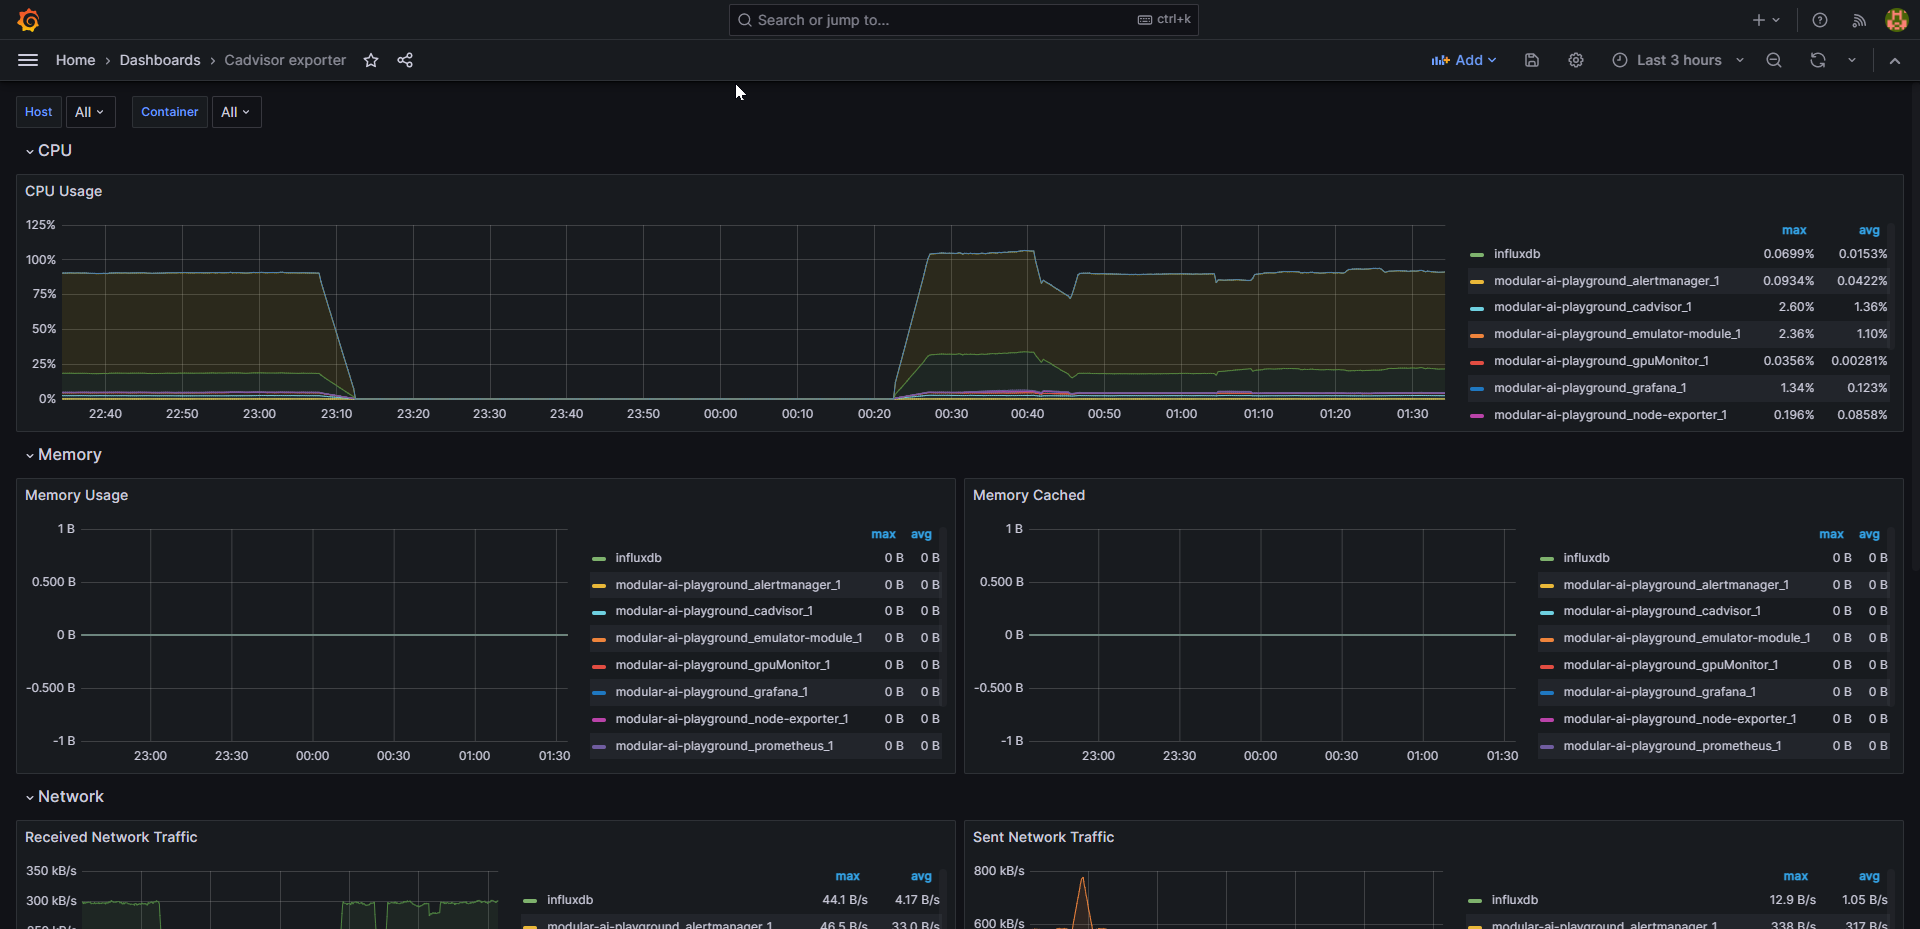 Search or jump to...
ctrl+k
Home › Dashboards › Cadvisor exporter
Add
Last 3 hours
Host
All
Container
All
CPU
CPU Usage
125%
100%
75%
50%
25%
0%
22:40 22:50 23:00 23:10 23:20 23:30 23:40 23:50 00:00 00:10 00:20 00:30 00:40 00:50 01:00 01:10 01:20 01:30
max avg
influxdb 0.0699% 0.0153%
modular-ai-playground_alertmanager_1 0.0934% 0.0422%
modular-ai-playground_cadvisor_1 2.60% 1.36%
modular-ai-playground_emulator-module_1 2.36% 1.10%
modular-ai-playground_gpuMonitor_1 0.0356% 0.00281%
modular-ai-playground_grafana_1 1.34% 0.123%
modular-ai-playground_node-exporter_1 0.196% 0.0858%
Memory
Memory Usage
1 B
0.500 B
0 B
-0.500 B
-1 B
23:00 23:30 00:00 00:30 01:00 01:30
max avg
influxdb 0 B 0 B
modular-ai-playground_alertmanager_1 0 B 0 B
modular-ai-playground_cadvisor_1 0 B 0 B
modular-ai-playground_emulator-module_1 0 B 0 B
modular-ai-playground_gpuMonitor_1 0 B 0 B
modular-ai-playground_grafana_1 0 B 0 B
modular-ai-playground_node-exporter_1 0 B 0 B
modular-ai-playground_prometheus_1 0 B 0 B
Memory Cached
1 B
0.500 B
0 B
-0.500 B
-1 B
23:00 23:30 00:00 00:30 01:00 01:30
max avg
influxdb 0 B 0 B
modular-ai-playground_alertmanager_1 0 B 0 B
modular-ai-playground_cadvisor_1 0 B 0 B
modular-ai-playground_emulator-module_1 0 B 0 B
modular-ai-playground_gpuMonitor_1 0 B 0 B
modular-ai-playground_grafana_1 0 B 0 B
modular-ai-playground_node-exporter_1 0 B 0 B
modular-ai-playground_prometheus_1 0 B 0 B
Network
Received Network Traffic
350 kB/s
300 kB/s
250 kB/s
max avg
influxdb 44.1 B/s 4.17 B/s
modular-ai-playground_alertmanager_1 46.5 B/s 33.0 B/s
Sent Network Traffic
800 kB/s
600 kB/s
max avg
influxdb 12.9 B/s 1.05 B/s
modular-ai-playground_alertmanager_1 338 B/s 317 B/s